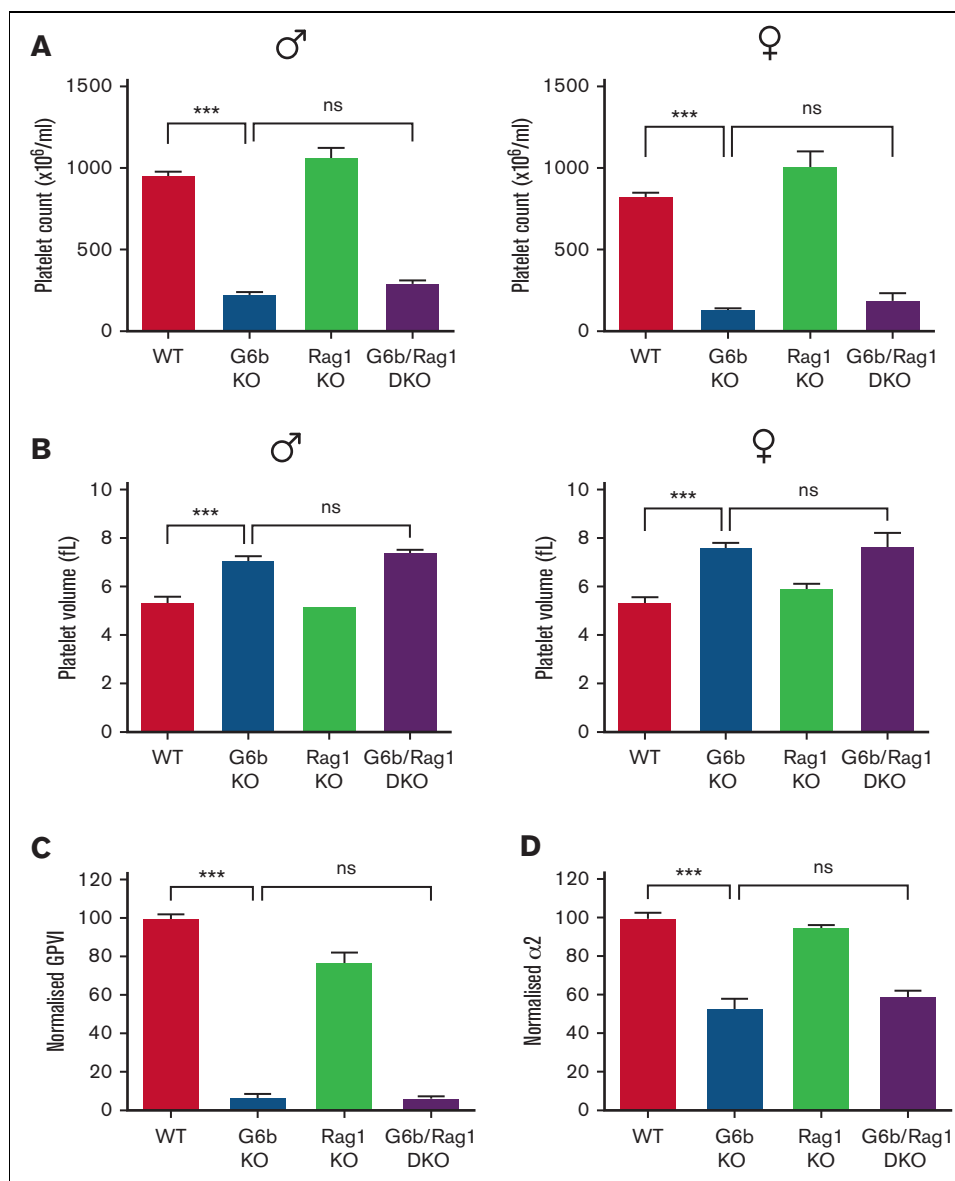 A
♂
♀
Platelet count (x10⁶/ml)
1500
1000
500
0
***
ns
WT
G6b
KO
Rag1
KO
G6b/Rag1
DKO
Platelet count (x10⁶/ml)
1500
1000
500
0
***
ns
WT
G6b
KO
Rag1
KO
G6b/Rag1
DKO
B
♂
♀
Platelet volume (fL)
10
8
6
4
2
0
***
ns
WT
G6b
KO
Rag1
KO
G6b/Rag1
DKO
Platelet volume (fL)
10
8
6
4
2
0
***
ns
WT
G6b
KO
Rag1
KO
G6b/Rag1
DKO
C
Normalised GPVI
120
100
80
60
40
20
0
***
ns
WT
G6b
KO
Rag1
KO
G6b/Rag1
DKO
D
Normalised α2
120
100
80
60
40
20
0
***
ns
WT
G6b
KO
Rag1
KO
G6b/Rag1
DKO